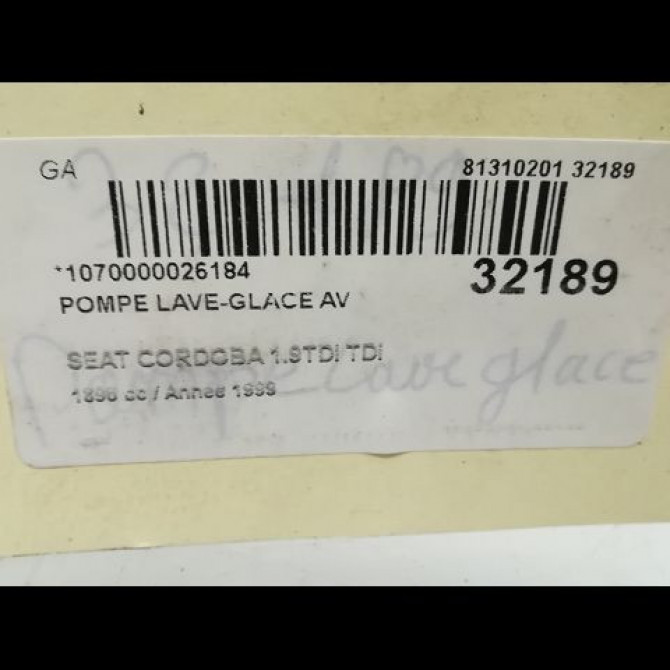 GA 81310201 32189
*1070000026184 32189
POMPE LAVE-GLACE AV
SEAT CORDOBA 1.9TDI TDI
1896 cc / Annee 1999
lave glace